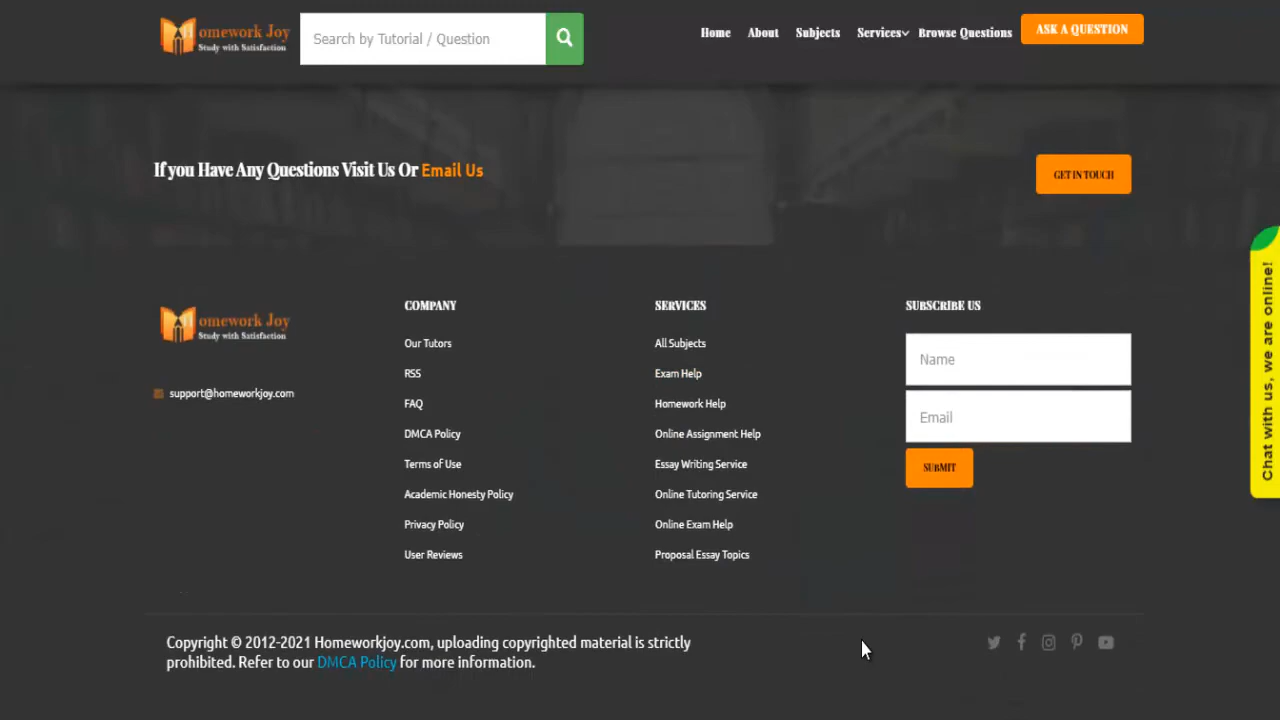 omework Joy
Study with Satisfaction
Search by Tutorial / Question
Home About Subjects Services Browse Questions
ASK A QUESTION
If you Have Any Questions Visit Us Or Email Us
GET IN TOUCH
Chat with us, we are online!
omework Joy
Study with Satisfaction
support@homeworkjoy.com
COMPANY
Our Tutors
RSS
FAQ
DMCA Policy
Terms of Use
Academic Honesty Policy
Privacy Policy
User Reviews
SERVICES
All Subjects
Exam Help
Homework Help
Online Assignment Help
Essay Writing Service
Online Tutoring Service
Online Exam Help
Proposal Essay Topics
SUBSCRIBE US
Name
Email
SUBMIT
Copyright © 2012-2021 Homeworkjoy.com, uploading copyrighted material is strictly
prohibited. Refer to our DMCA Policy for more information.